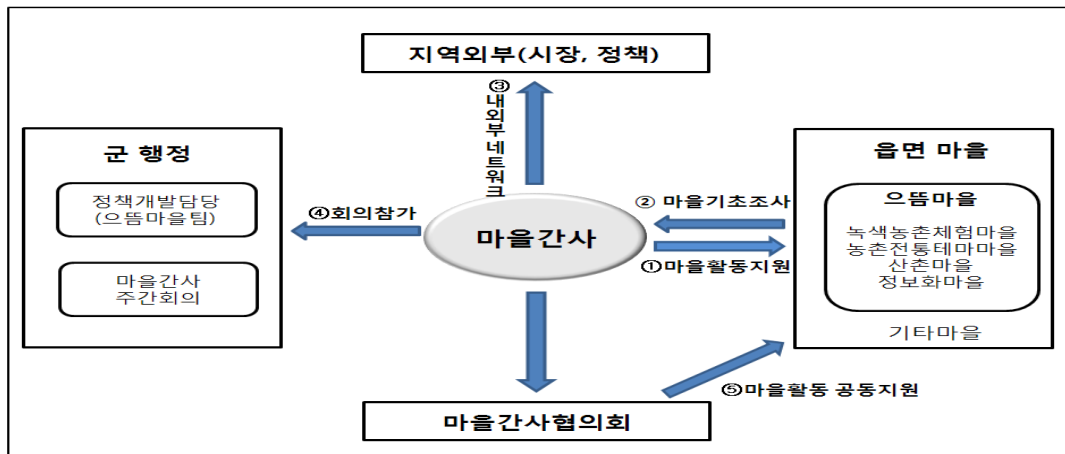 지역외부(시장, 정책)
③내외부네트워크
군 행정
정책개발담당
(으뜸마을팀)
마을간사
주간회의
④회의참가
마을간사
② 마을기초조사
①마을활동지원
읍면 마을
으뜸마을
녹색농촌체험마을
농촌전통테마마을
산촌마을
정보화마을
기타마을
⑤마을활동 공동지원
마을간사협의회